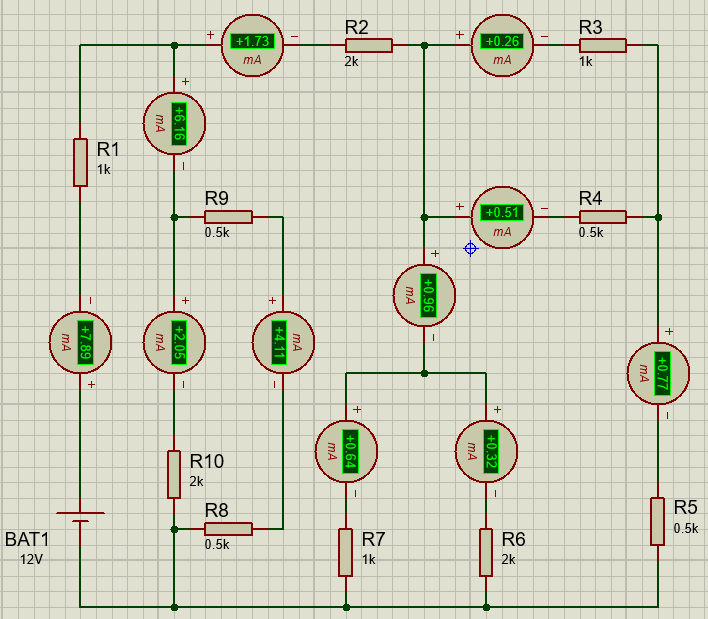 + +1.73 − R2 + +0.26 − R3
mA 2k mA 1k
+
mA +6.16
−
R1
1k
R9 + +0.51 − R4
0.5k mA 0.5k
+
mA +0.96
−
− + +
+7.89 mA mA +2.05 +4.11 mA
+ − −
+
mA +0.77
−
+ +
mA +0.64 mA +0.32
− −
R10
2k
BAT1
12V
R8
0.5k
R7
1k
R6
2k
R5
0.5k